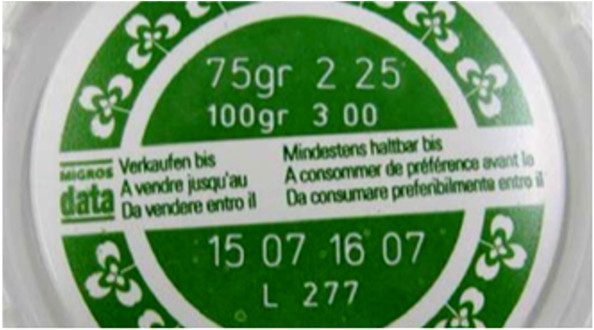 75gr 2 25
100gr 3 00
MIGROS data
Verkaufen bis
A vendre jusqu'au
Da vendere entro il
Mindestens haltbar bis
A consommer de préférence avant le
Da consumare preferibilmente entro il
15 07 16 07
L 277